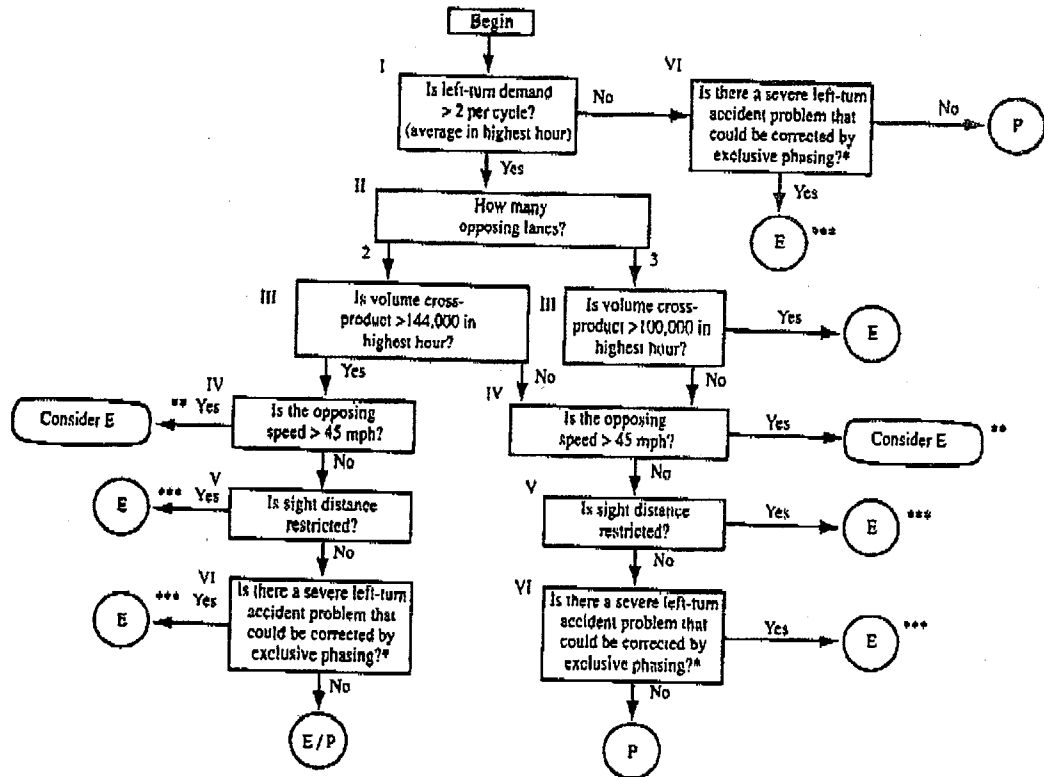 Begin
I
Is left-turn demand
> 2 per cycle?
(average in highest hour)
No
VI
Is there a severe left-turn
accident problem that
could be corrected by
exclusive phasing?*
No
P
Yes
E ***
Yes
II
How many
opposing lanes?
2
3
III
Is volume cross-
product >144,000 in
highest hour?
III
Is volume cross-
product >100,000 in
highest hour?
Yes
E
Yes
No
No
IV
Is the opposing
speed > 45 mph?
** Yes
Consider E
IV
Is the opposing
speed > 45 mph?
Yes
Consider E **
No
No
V
Is sight distance
restricted?
*** Yes
E
V
Is sight distance
restricted?
Yes
E ***
No
No
VI
Is there a severe left-turn
accident problem that
could be corrected by
exclusive phasing?*
*** Yes
E
VI
Is there a severe left-turn
accident problem that
could be corrected by
exclusive phasing?*
Yes
E ***
No
No
E / P
P